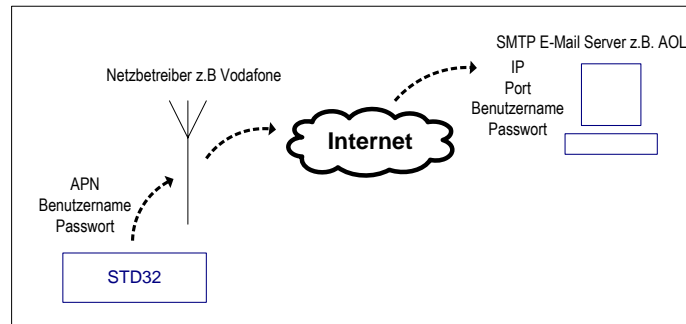 SMTP E-Mail Server z.B. AOL
IP
Port
Benutzername
Passwort
Netzbetreiber z.B Vodafone
Internet
APN
Benutzername
Passwort
STD32